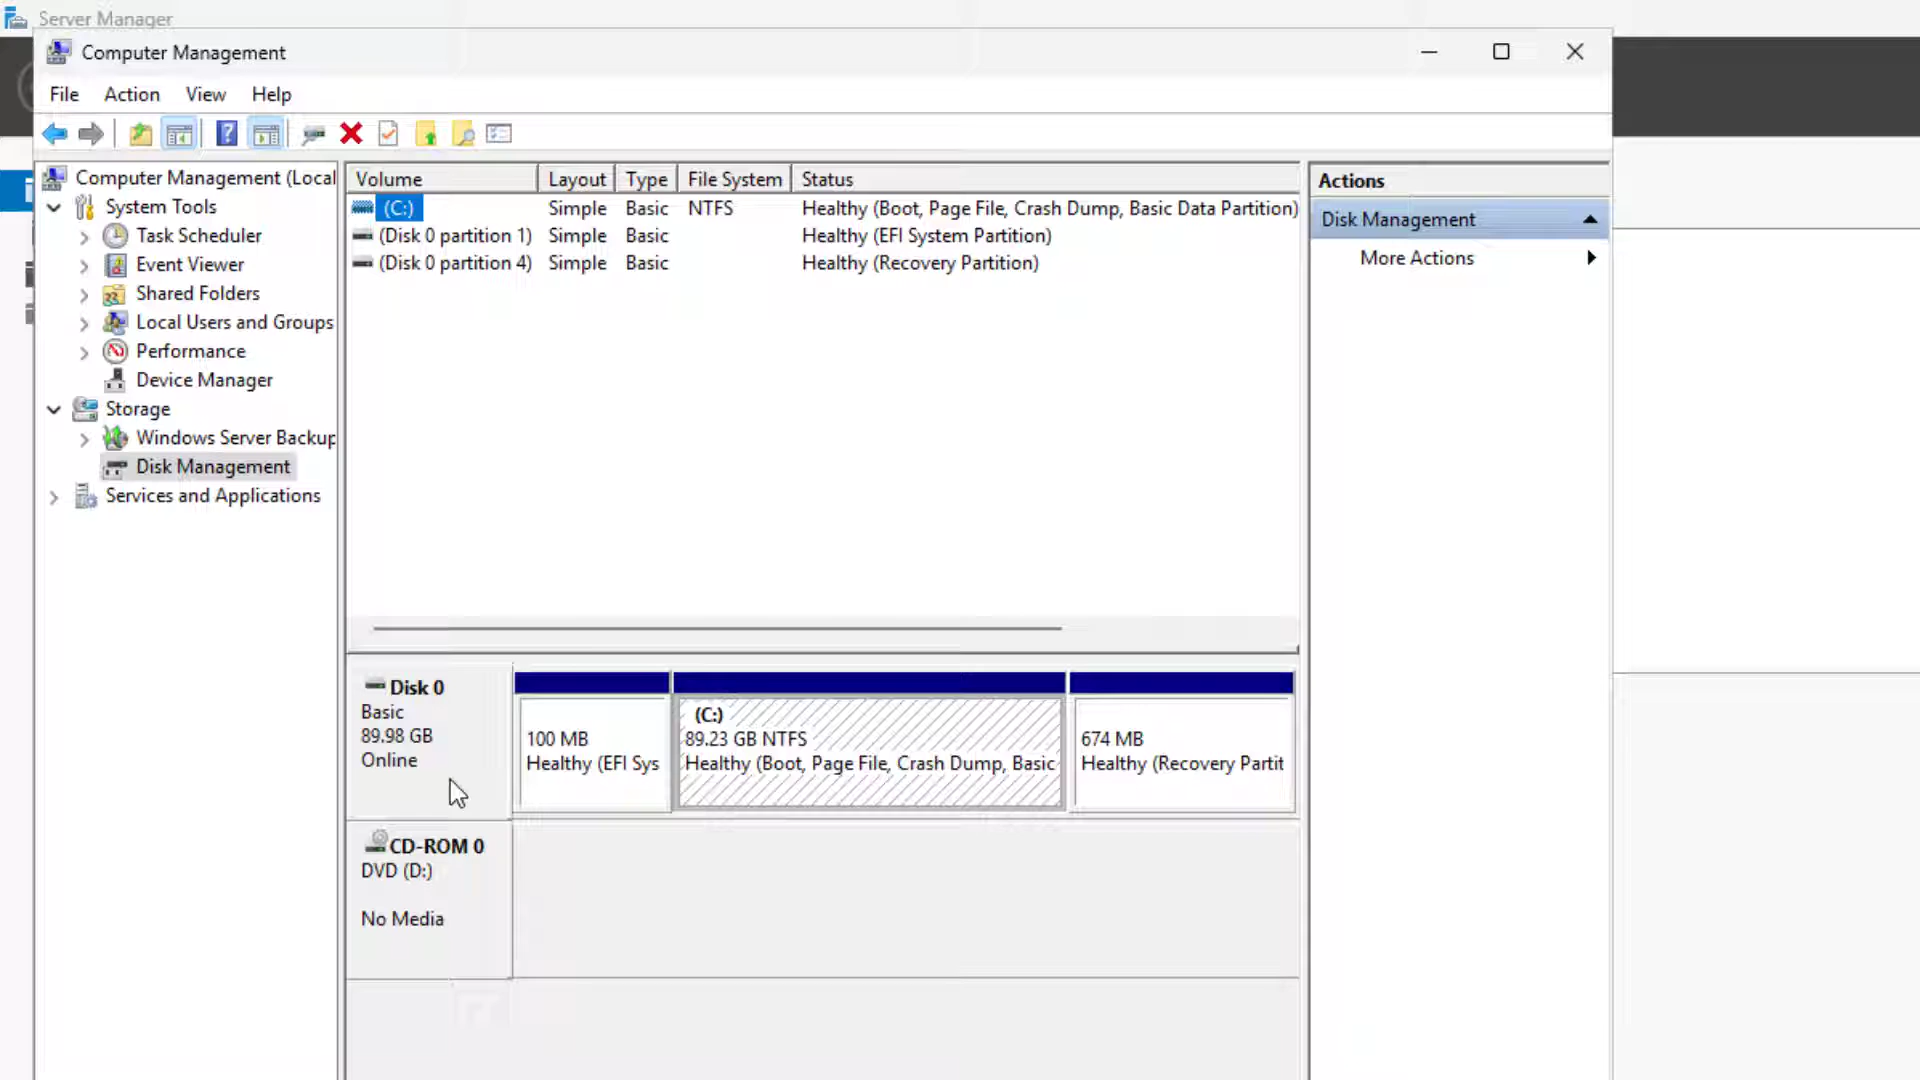 Server Manager
Computer Management
File Action View Help
Computer Management (Local
System Tools
Task Scheduler
Event Viewer
Shared Folders
Local Users and Groups
Performance
Device Manager
Storage
Windows Server Backup
Disk Management
Services and Applications
Volume Layout Type File System Status
(C:) Simple Basic NTFS Healthy (Boot, Page File, Crash Dump, Basic Data Partition)
(Disk 0 partition 1) Simple Basic Healthy (EFI System Partition)
(Disk 0 partition 4) Simple Basic Healthy (Recovery Partition)
Disk 0
Basic
89.98 GB
Online
100 MB
Healthy (EFI Sys
(C:)
89.23 GB NTFS
Healthy (Boot, Page File, Crash Dump, Basic
674 MB
Healthy (Recovery Partit
CD-ROM 0
DVD (D:)
No Media
Actions
Disk Management
More Actions